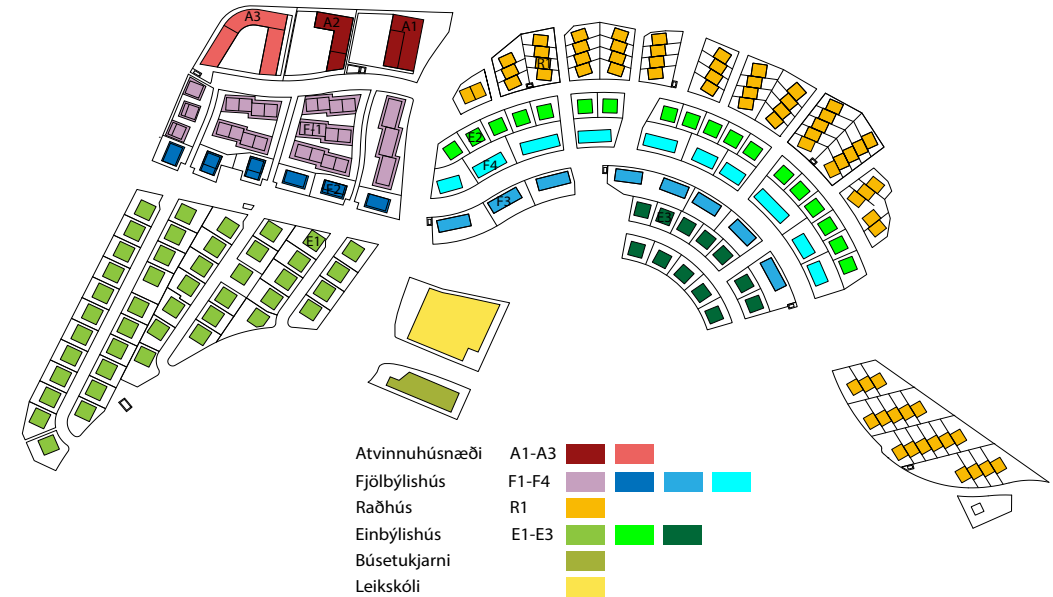 A3
A2
A1
R1
F1
E2
F4
F2
F3
E3
E1
Atvinnuhúsnæði A1-A3
Fjölbýlishús F1-F4
Raðhús R1
Einbýlishús E1-E3
Búsetukjarni
Leikskóli